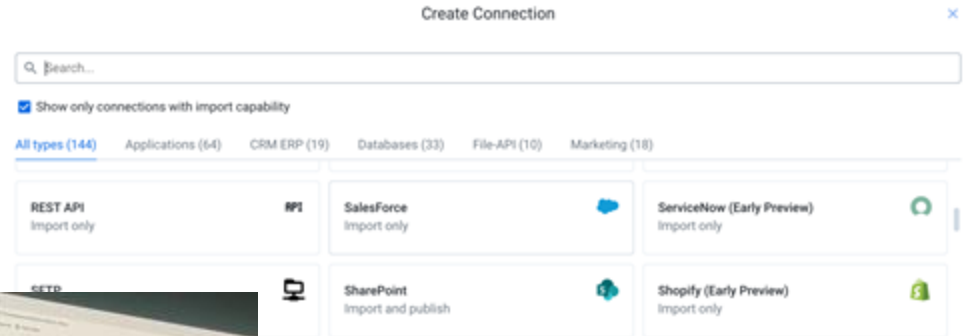 Create Connection
Search...
Show only connections with import capability
All types (144) Applications (64) CRM ERP (19) Databases (33) File-API (10) Marketing (18)
REST API API SalesForce ServiceNow (Early Preview)
Import only Import only Import only
SFTP SharePoint Shopify (Early Preview)
Import and publish Import only